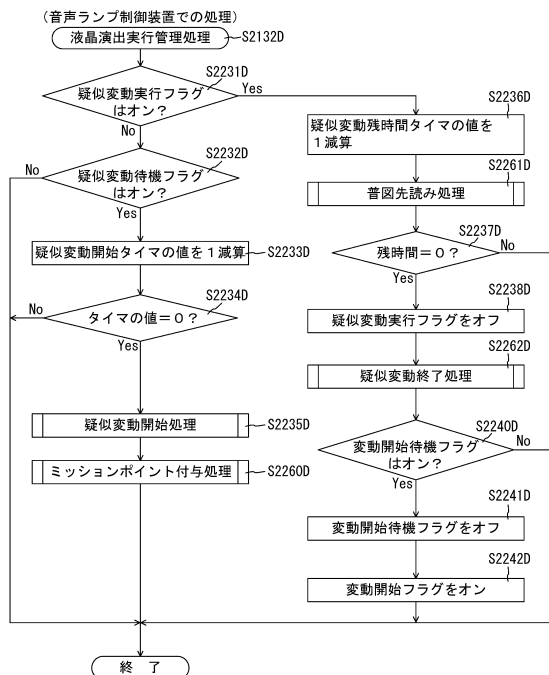 (音声ランプ制御装置での処理)
液晶演出実行管理処理
S2132D
S2231D
疑似変動実行フラグ
はオン?
Yes
No
S2232D
疑似変動待機フラグ
はオン?
No
Yes
疑似変動開始タイマの値を1減算
S2233D
S2234D
タイマの値=0?
No
Yes
疑似変動開始処理
S2235D
ミッションポイント付与処理
S2260D
S2236D
疑似変動残時間タイマの値を
1減算
S2261D
普図先読み処理
S2237D
残時間=0?
No
Yes
S2238D
疑似変動実行フラグをオフ
S2262D
疑似変動終了処理
S2240D
変動開始待機フラグ
はオン?
No
Yes
S2241D
変動開始待機フラグをオフ
S2242D
変動開始フラグをオン
終了